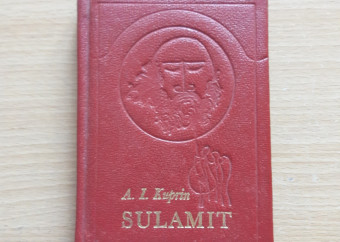 A. I. Kuprin
SULAMIT